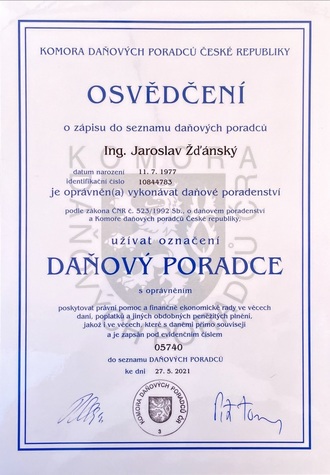 KOMORA DAŇOVÝCH PORADCŮ ČESKÉ REPUBLIKY
OSVĚDČENÍ
o zápisu do seznamu daňových poradců
Ing. Jaroslav Žďánský
datum narození 11. 7. 1977
identifikační číslo 10844783
je oprávněn(a) vykonávat daňové poradenství
podle zákona ČNR č. 523/1992 Sb., o daňovém poradenství
a Komoře daňových poradců České republiky,
užívat označení
DAŇOVÝ PORADCE
s oprávněním
poskytovat právní pomoc a finančně ekonomické rady ve věcech
daní, poplatků a jiných obdobných peněžitých plnění,
jakož i ve věcech, které s daněmi přímo souvisejí
a je zapsán pod evidenčním číslem
05740
do seznamu DAŇOVÝCH PORADCŮ
ke dni 27. 5. 2021
KOMORA DAŇOVÝCH PORADCŮ ČR
3